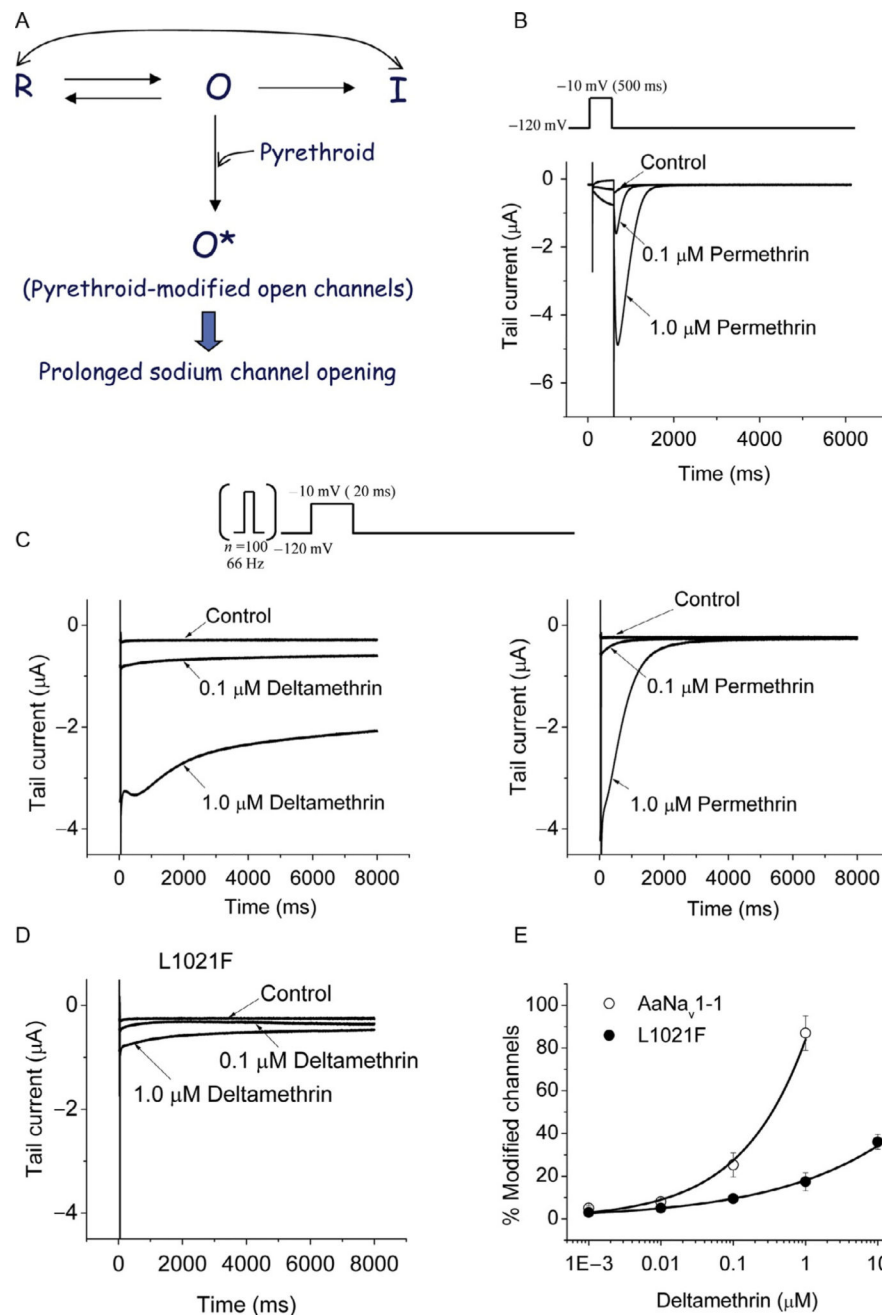 A
R
O
I
Pyrethroid
O*
(Pyrethroid-modified open channels)
Prolonged sodium channel opening
B
−10 mV (500 ms)
−120 mV
Control
0.1 μM Permethrin
1.0 μM Permethrin
Tail current (μA)
0
−2
−4
−6
0 2000 4000 6000
Time (ms)
−10 mV ( 20 ms)
n =100
66 Hz
−120 mV
C
Control
0.1 μM Deltamethrin
1.0 μM Deltamethrin
Tail current (μA)
0
−2
−4
0 2000 4000 6000 8000
Time (ms)
Control
0.1 μM Permethrin
1.0 μM Permethrin
Tail current (μA)
0
−2
−4
0 2000 4000 6000 8000
Time (ms)
D
L1021F
Control
0.1 μM Deltamethrin
1.0 μM Deltamethrin
Tail current (μA)
0
−2
−4
0 2000 4000 6000 8000
Time (ms)
E
AaNav1-1
L1021F
% Modified channels
100
80
60
40
20
0
1E−3 0.01 0.1 1 10
Deltamethrin (μM)